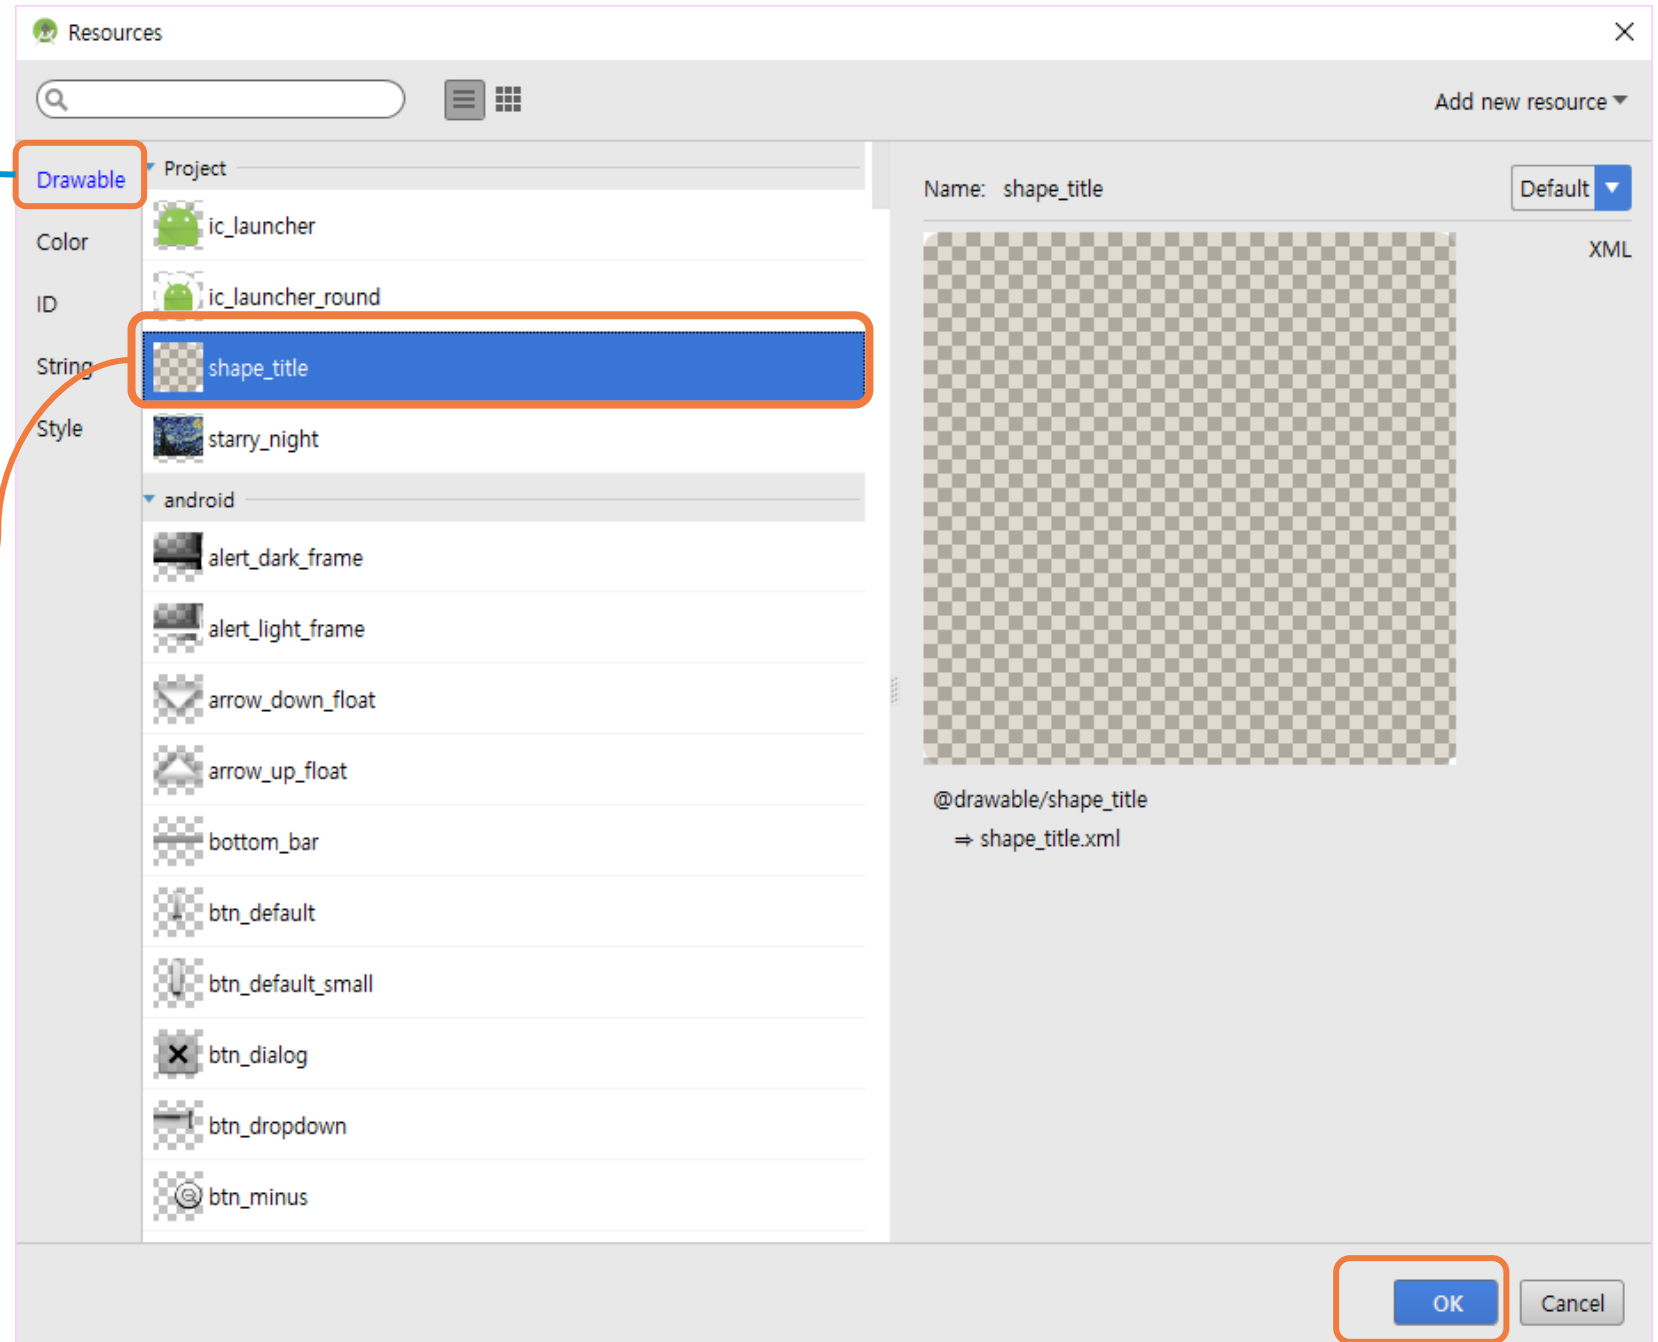 Resources
Add new resource
Drawable
Color
ID
String
Style
Project
ic_launcher
ic_launcher_round
shape_title
starry_night
android
alert_dark_frame
alert_light_frame
arrow_down_float
arrow_up_float
bottom_bar
btn_default
btn_default_small
btn_dialog
btn_dropdown
btn_minus
Name: shape_title
Default
XML
@drawable/shape_title
⇒ shape_title.xml
OK
Cancel